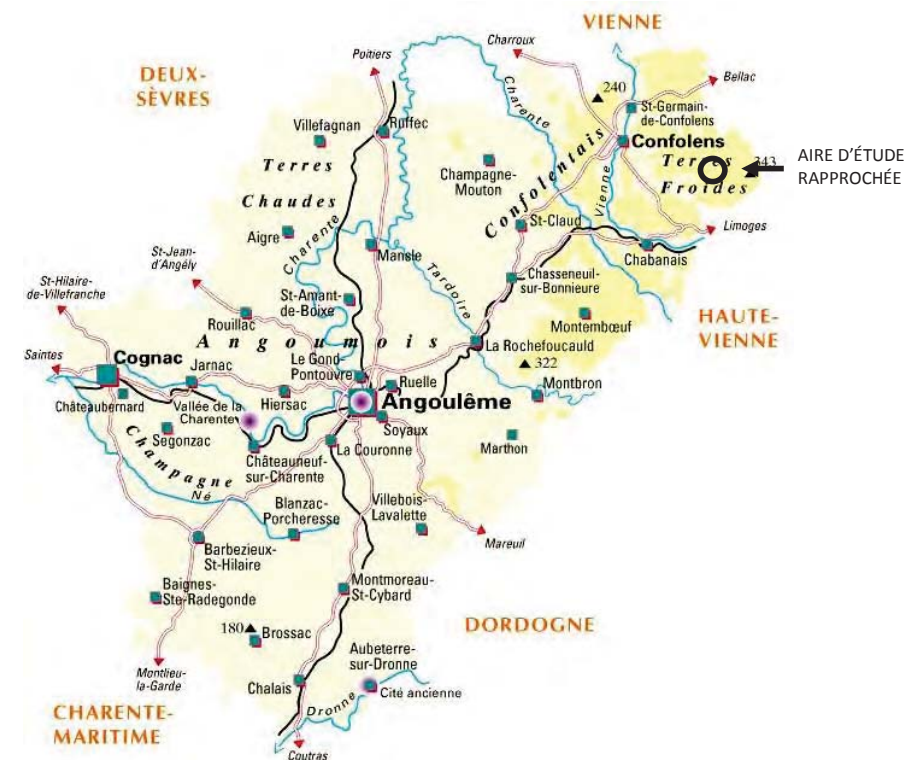 VIENNE
Charroux
Poitiers
DEUX-
SÈVRES
Bellac
240
Charente
St-Germain-
de-Confolens
Villefagnan
Ruffec
Confolens
AIRE D'ÉTUDE
RAPPROCHÉE
Terres
Chaudes
Champagne-
Mouton
Confolentais
Terres
Froides
343
Vienne
Aigre
Charente
Mansle
St-Claud
Limoges
Chabanais
St-Jean-
d'Angély
Tardoire
Chasseneuil-
sur-Bonnieure
St-Hilaire-
de-Villefranche
St-Amant-
de-Boixe
Rouillac
Montembœuf
HAUTE-
VIENNE
Angoumois
La Rochefoucauld
322
Saintes
Cognac
Jarnac
Le Gond-
Pontouvre
Ruelle
Montbron
Châteaubernard
Vallée de la
Charente
Hiersac
Angoulême
Soyaux
Segonzac
Champagne
Châteauneuf-
sur-Charente
La Couronne
Marthon
Né
Blanzac-
Porcheresse
Villebois-
Lavalette
Mareuil
Barbezieux-
St-Hilaire
Baignes-
Ste-Radegonde
Montmoreau-
St-Cybard
180
Brossac
DORDOGNE
Aubeterre-
sur-Dronne
Montlieu-
la-Garde
Chalais
Cité ancienne
Dronne
CHARENTE-
MARITIME
Coutras